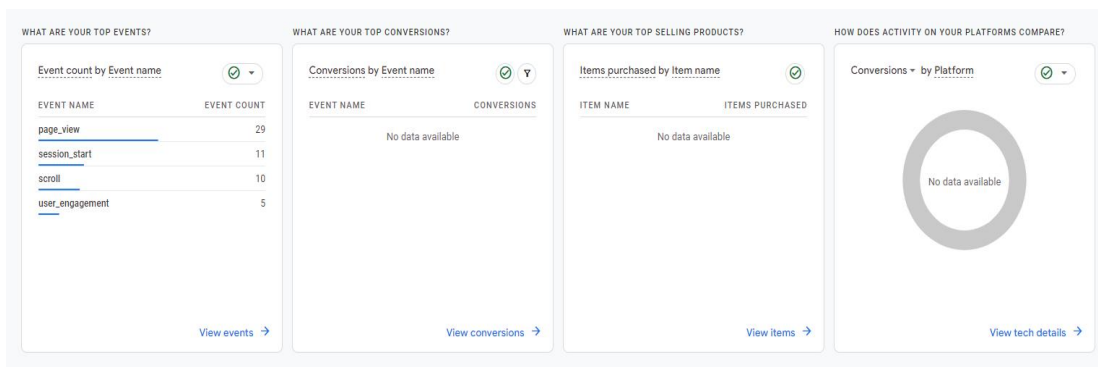 WHAT ARE YOUR TOP EVENTS?
Event count by Event name
EVENT NAME EVENT COUNT
page_view 29
session_start 11
scroll 10
user_engagement 5
View events
WHAT ARE YOUR TOP CONVERSIONS?
Conversions by Event name
EVENT NAME CONVERSIONS
No data available
View conversions
WHAT ARE YOUR TOP SELLING PRODUCTS?
Items purchased by Item name
ITEM NAME ITEMS PURCHASED
No data available
View items
HOW DOES ACTIVITY ON YOUR PLATFORMS COMPARE?
Conversions by Platform
No data available
View tech details